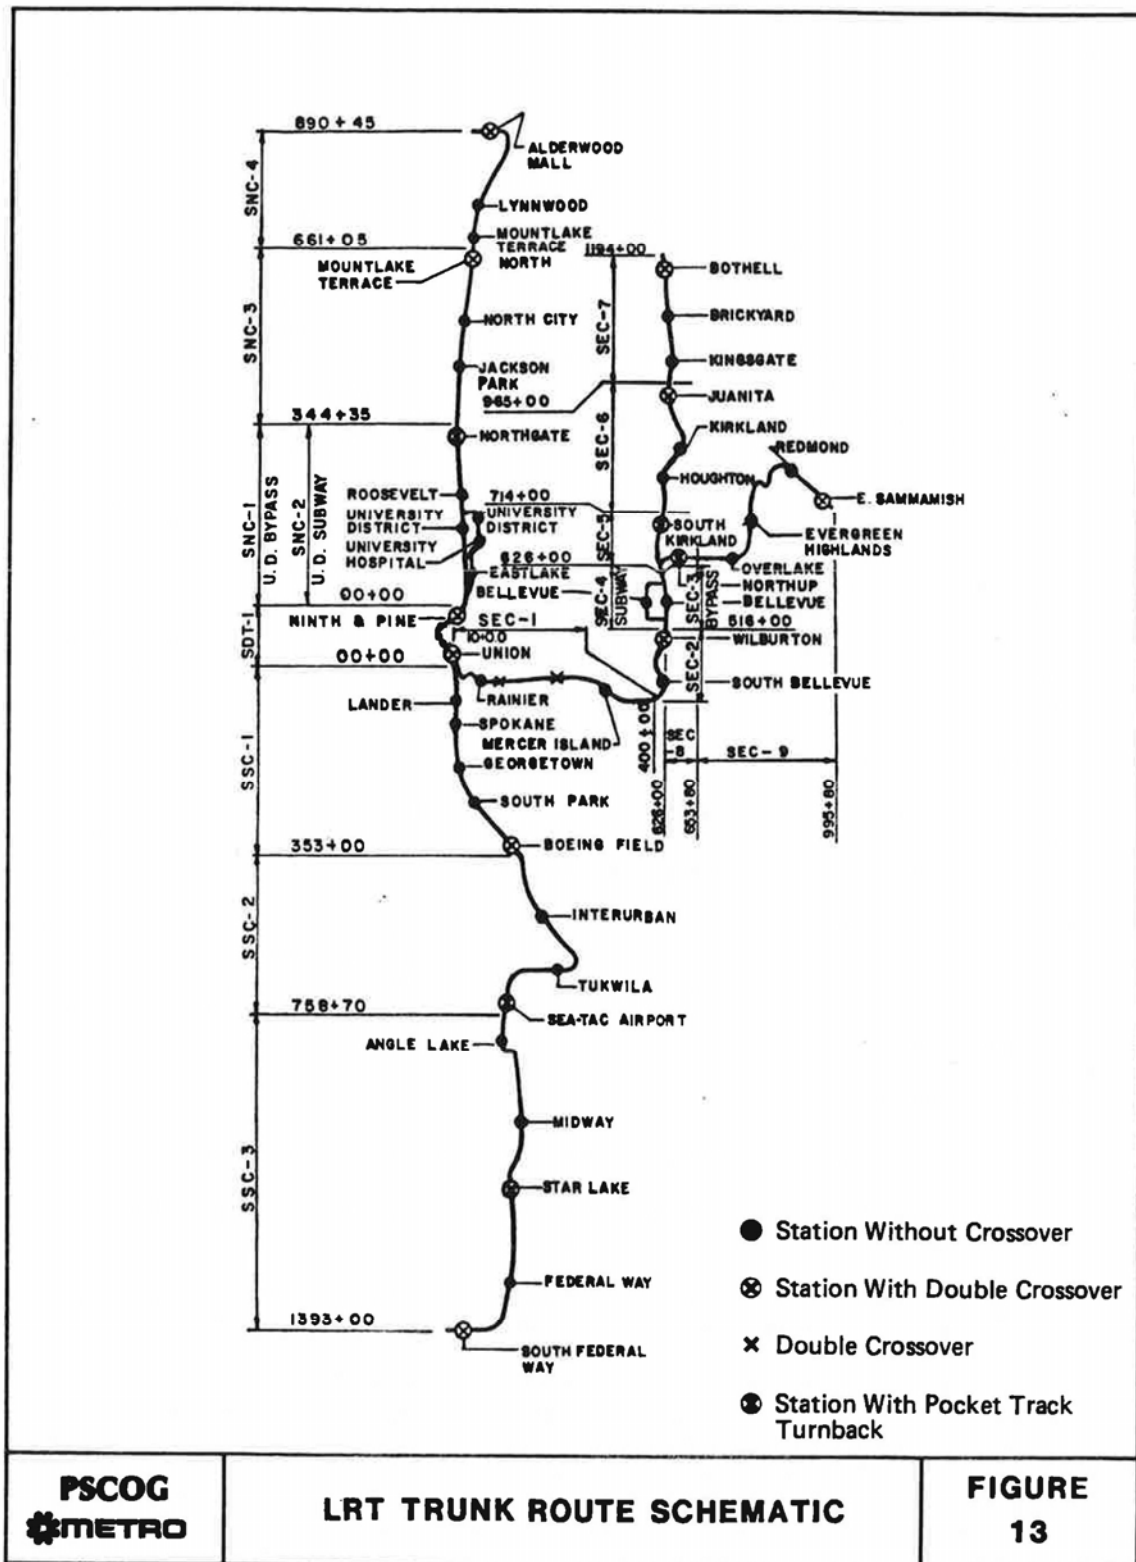 890+45
ALDERWOOD
MALL
SNC-4
LYNNWOOD
661+05
MOUNTLAKE
TERRACE
NORTH
MOUNTLAKE
TERRACE
1194+00
BOTHELL
SNC-3
NORTH CITY
SEC-7
BRICKYARD
KINGSGATE
JACKSON
PARK
965+00
JUANITA
344+35
NORTHGATE
SEC-6
KIRKLAND
REDMOND
HOUGHTON
E. SAMMAMISH
SNC-1
U.D. BYPASS
SNC-2
U.D. SUBWAY
ROOSEVELT
714+00
UNIVERSITY
DISTRICT
UNIVERSITY
DISTRICT
UNIVERSITY
HOSPITAL
SEC-5
SOUTH
KIRKLAND
EVERGREEN
HIGHLANDS
626+00
OVERLAKE
EASTLAKE
NORTHUP
SEC-4
SUBWAY
SEC-3
BYPASS
BELLEVUE
BELLEVUE
00+00
NINTH & PINE
SEC-1
10+0.0
516+00
WILBURTON
SDT-1
UNION
00+00
SEC-2
SOUTH BELLEVUE
RAINIER
LANDER
SPOKANE
MERCER ISLAND
400+00
SEC
-8
SEC-9
SSC-1
GEORGETOWN
626+00
653+80
995+80
SOUTH PARK
353+00
BOEING FIELD
SSC-2
INTERURBAN
TUKWILA
758+70
SEA-TAC AIRPORT
ANGLE LAKE
MIDWAY
SSC-3
STAR LAKE
FEDERAL WAY
1393+00
SOUTH FEDERAL
WAY
Station Without Crossover
Station With Double Crossover
Double Crossover
Station With Pocket Track
Turnback
PSCOG
METRO
LRT TRUNK ROUTE SCHEMATIC
FIGURE
13